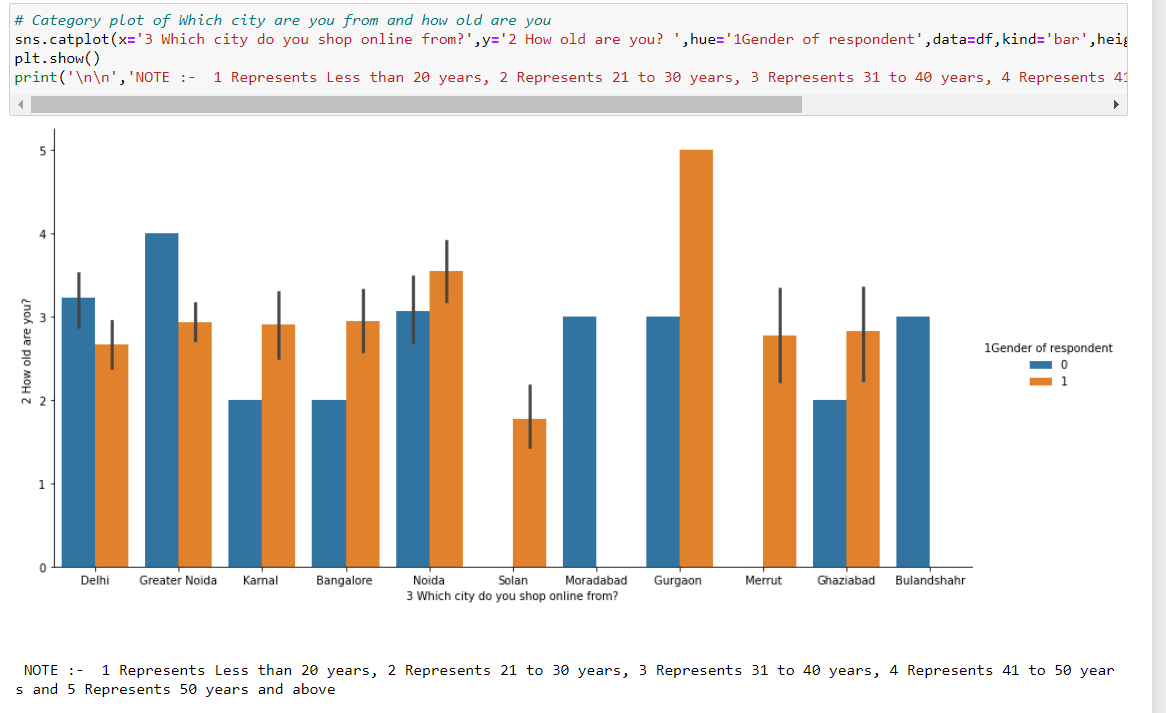 # Category plot of Which city are you from and how old are you
sns.catplot(x='3 Which city do you shop online from?',y='2 How old are you? ',hue='1Gender of respondent',data=df,kind='bar',heig
plt.show()
print('\n\n','NOTE :-  1 Represents Less than 20 years, 2 Represents 21 to 30 years, 3 Represents 31 to 40 years, 4 Represents 41
5
4
3
2
1
0
2 How old are you?
Delhi Greater Noida Karnal Bangalore Noida Solan Moradabad Gurgaon Merrut Ghaziabad Bulandshahr
3 Which city do you shop online from?
1Gender of respondent
0
1
NOTE :-  1 Represents Less than 20 years, 2 Represents 21 to 30 years, 3 Represents 31 to 40 years, 4 Represents 41 to 50 year
s and 5 Represents 50 years and above